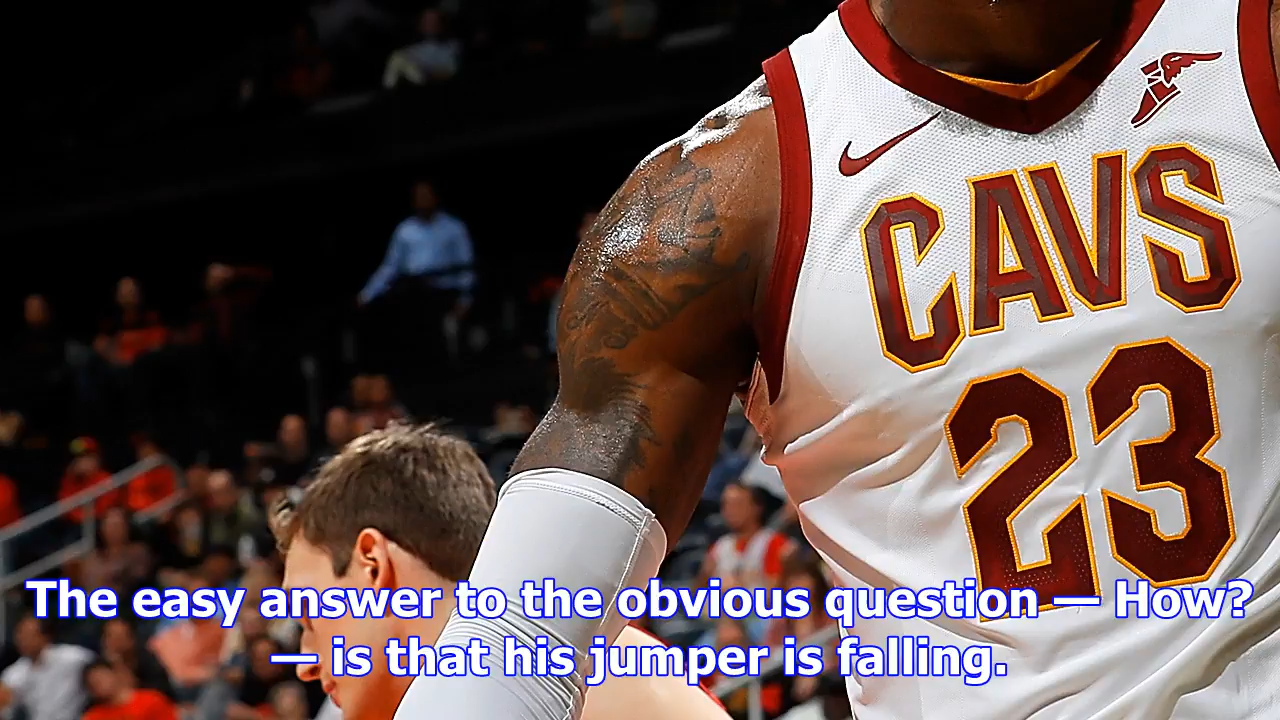 CAVS
23
The easy answer to the obvious question — How?
— is that his jumper is falling.